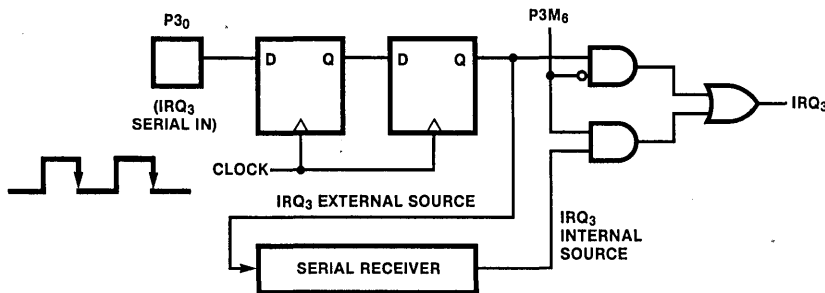 P3₀
P3M₆
D Q D Q
(IRQ₃
SERIAL IN)
IRQ₃
CLOCK
IRQ₃ EXTERNAL SOURCE
IRQ₃
INTERNAL
SOURCE
SERIAL RECEIVER